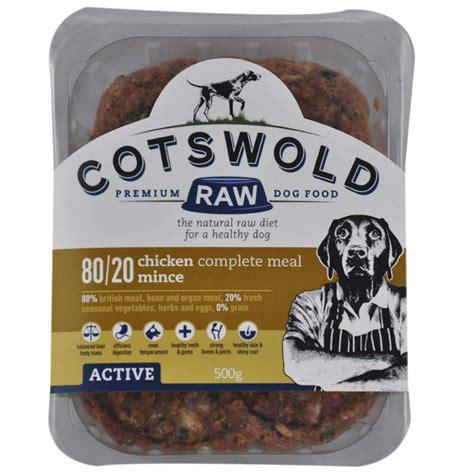 COTSWOLD
PREMIUM RAW DOG FOOD
the natural raw diet
for a healthy dog
80/20 chicken complete meal
mince
80% british meat, bone and organ meat, 20% fresh
seasonal vegetables, herbs and eggs, 0% grain
balanced lean body mass
efficient digestion
even temperament
healthy teeth & gums
strong bones & joints
healthy skin & shiny coat
ACTIVE
500g